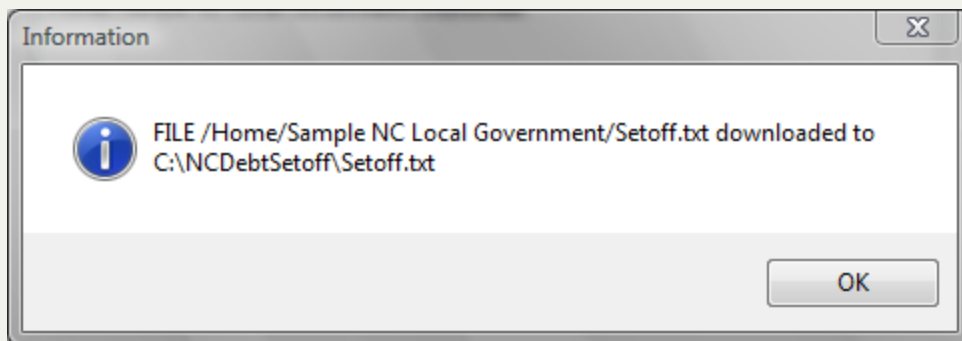 Information
FILE /Home/Sample NC Local Government/Setoff.txt downloaded to
C:\NCDebtSetoff\Setoff.txt
OK